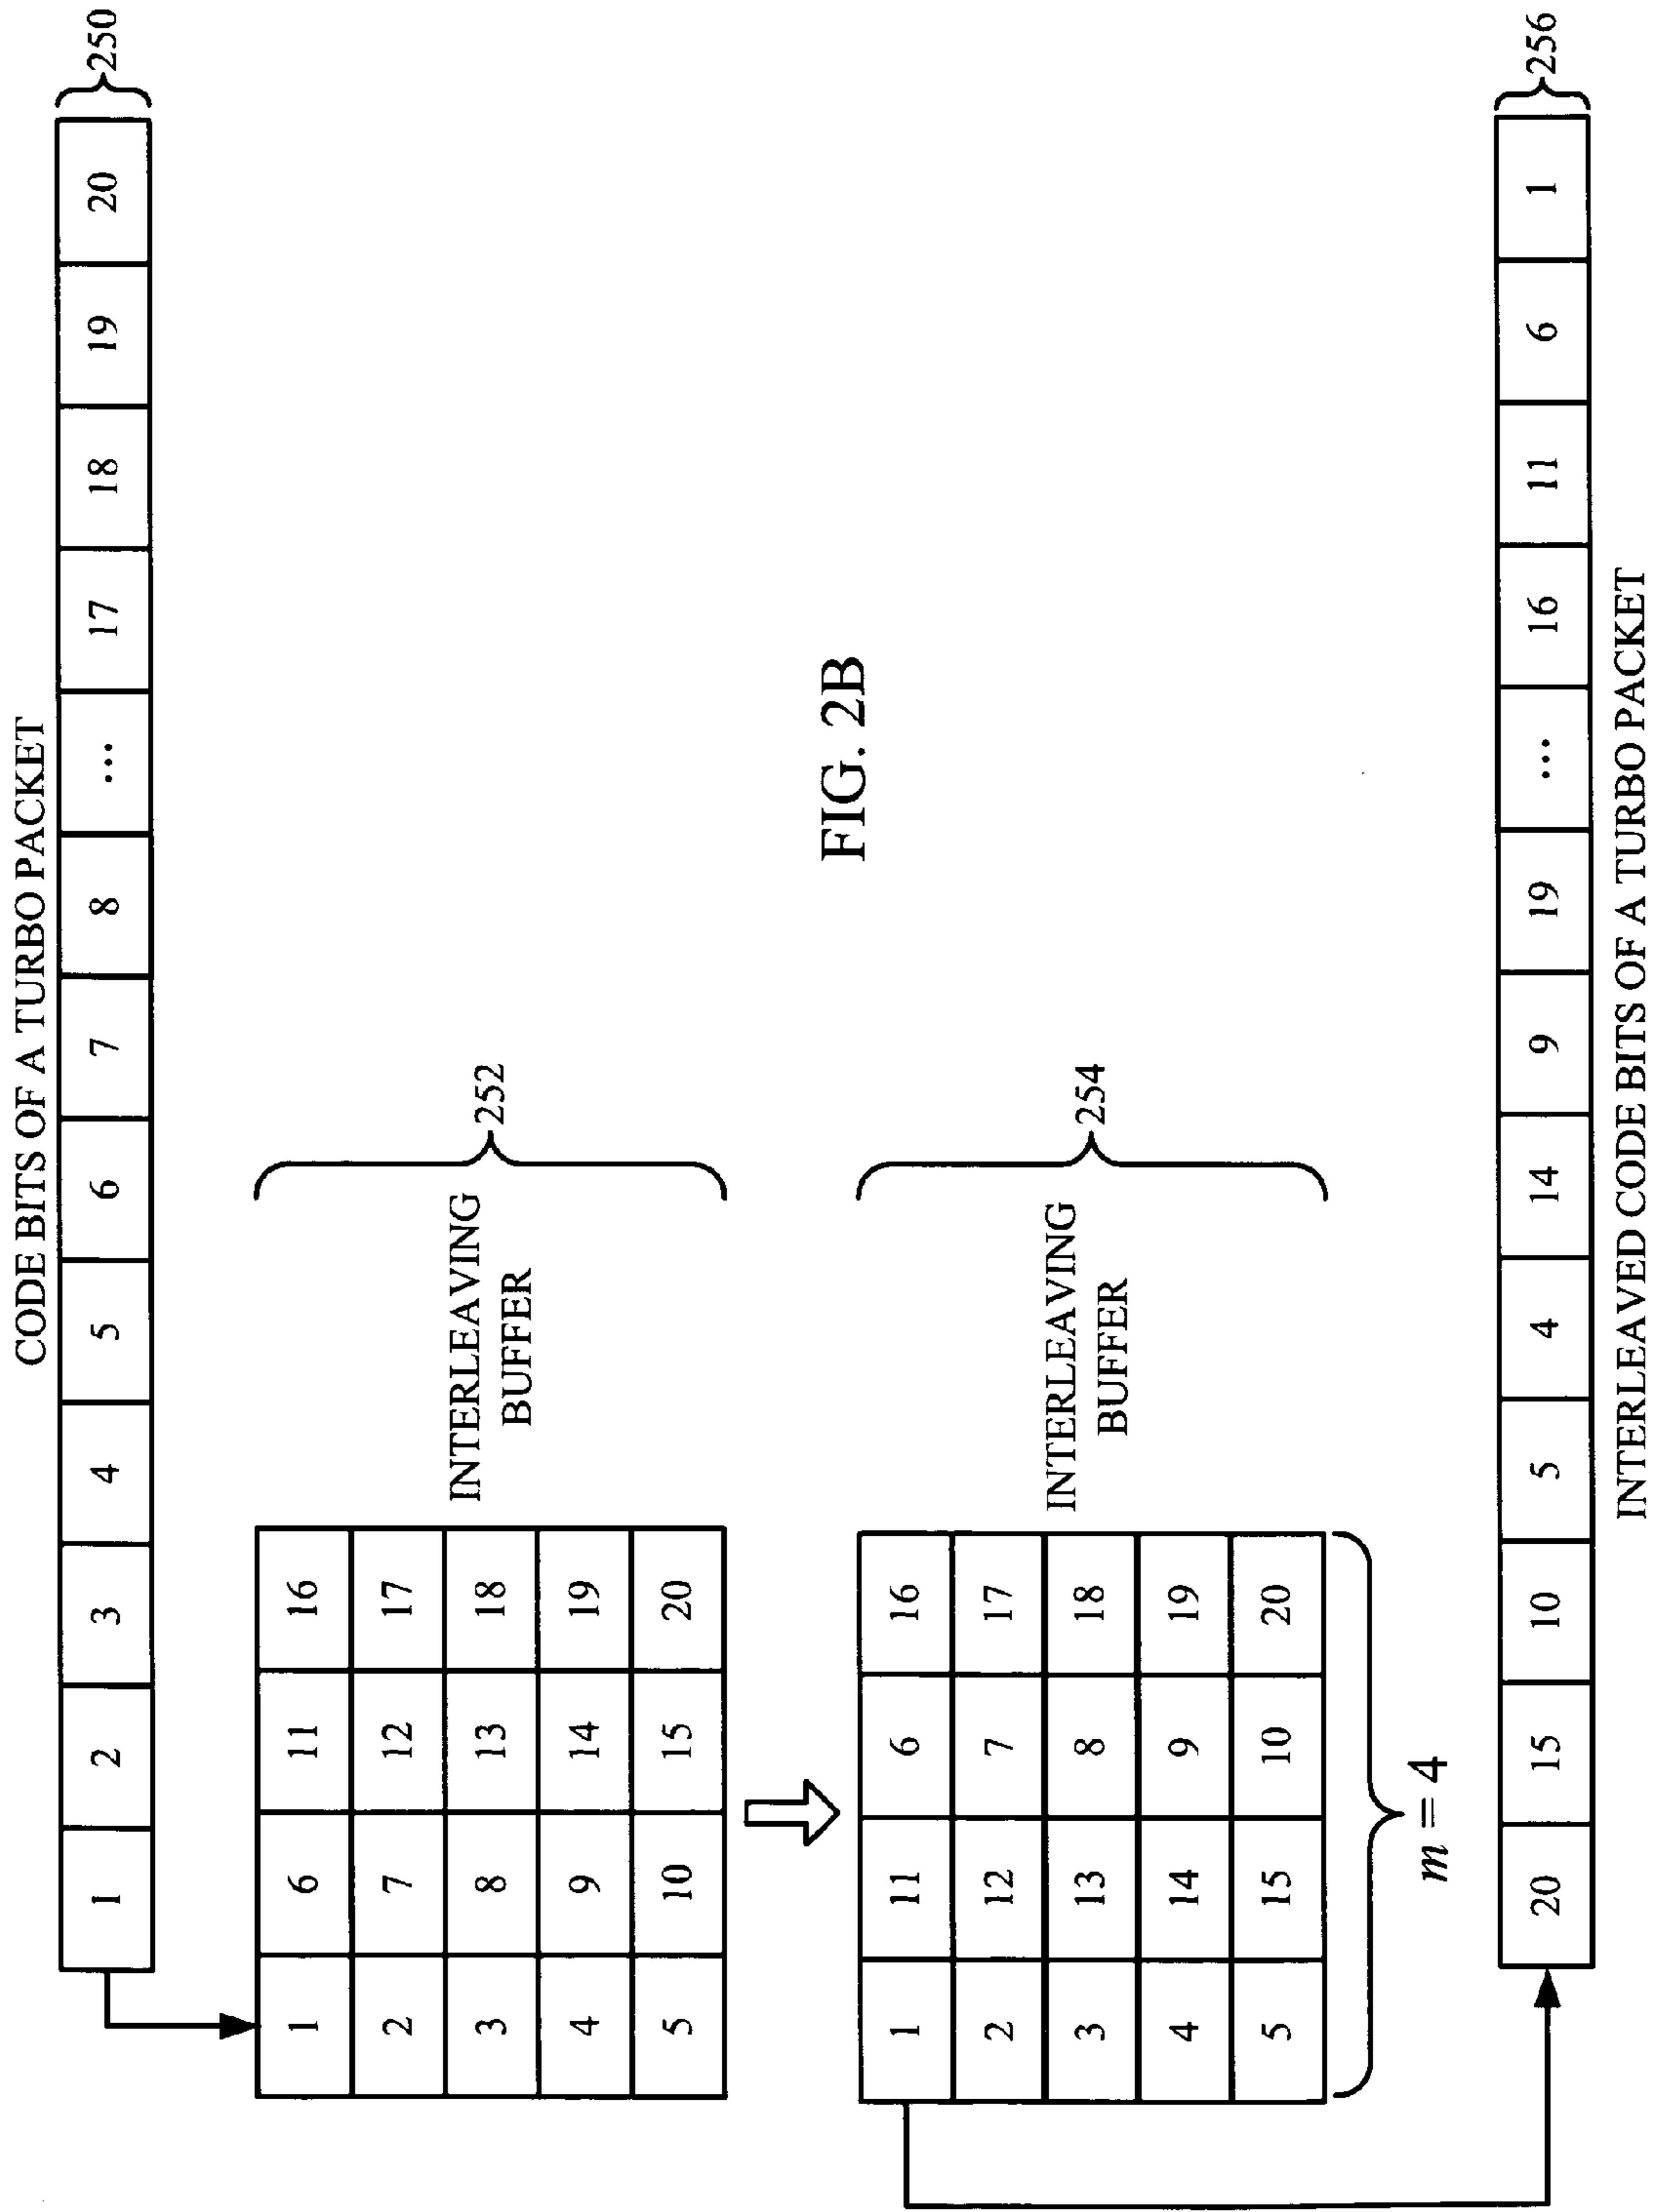 CODE BITS OF A TURBO PACKET
1 2 3 4 5 6 7 8 ... 17 18 19 20
250
1 6 11 16
2 7 12 17
3 8 13 18
4 9 14 19
5 10 15 20
INTERLEAVING
BUFFER
252
1 11 6 16
2 12 7 17
3 13 8 18
4 14 9 19
5 15 10 20
m = 4
INTERLEAVING
BUFFER
254
FIG. 2B
20 15 10 5 4 14 9 19 ... 16 11 6 1
256
INTERLEAVED CODE BITS OF A TURBO PACKET